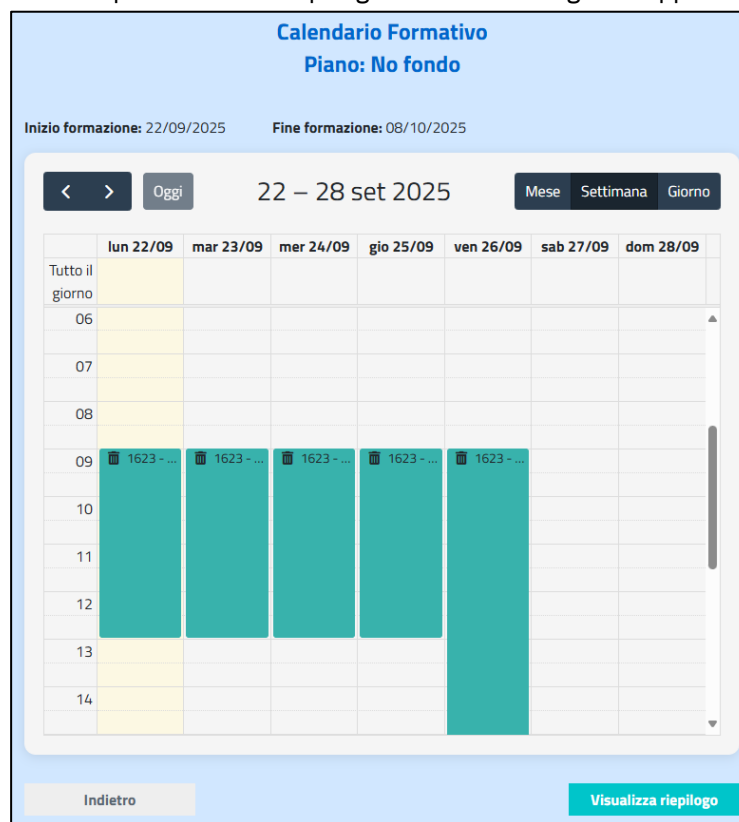 Calendario Formativo
Piano: No fondo
Inizio formazione: 22/09/2025 Fine formazione: 08/10/2025
Oggi 22 – 28 set 2025 Mese Settimana Giorno
lun 22/09 mar 23/09 mer 24/09 gio 25/09 ven 26/09 sab 27/09 dom 28/09
Tutto il
giorno
06
07
08
09 1623 - ... 1623 - ... 1623 - ... 1623 - ... 1623 - ...
10
11
12
13
14
Indietro Visualizza riepilogo